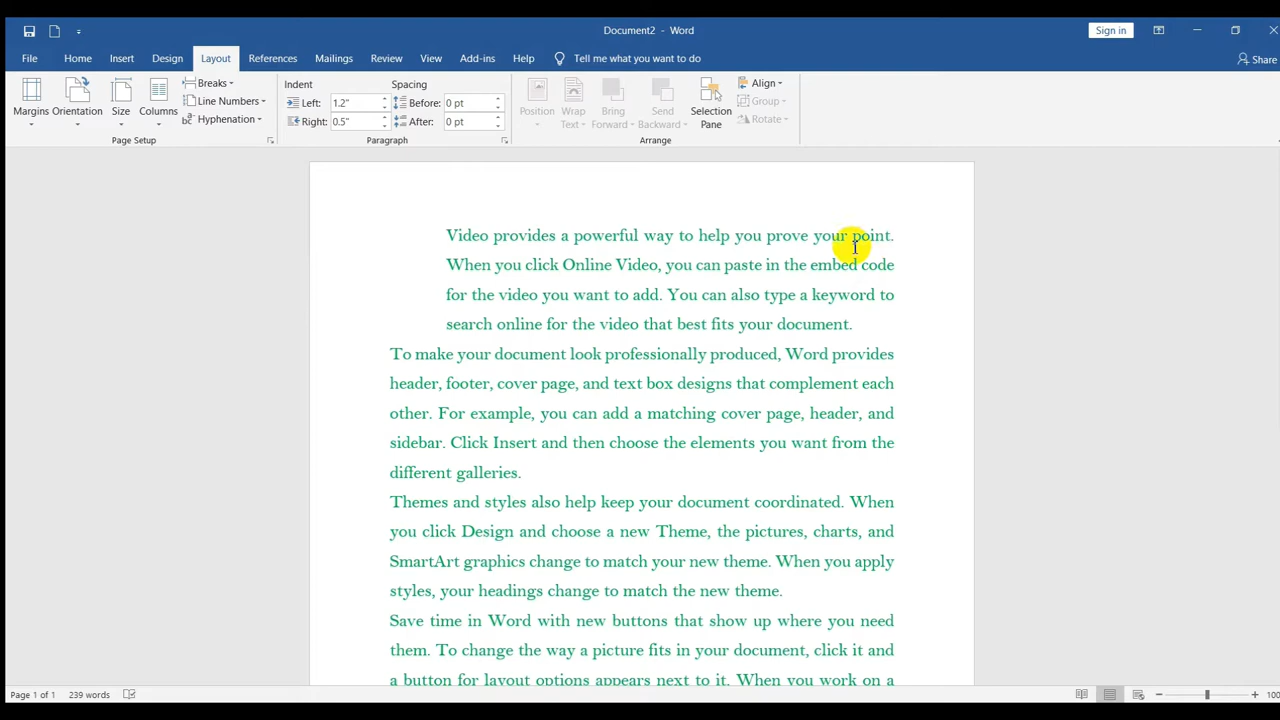 Document2 - Word
Sign in
File Home Insert Design Layout References Mailings Review View Add-ins Help Tell me what you want to do
Share
Margins Orientation Size Columns
Breaks
Line Numbers
Hyphenation
Page Setup
Indent Spacing
Left: 1.2" Before: 0 pt
Right: 0.5" After: 0 pt
Paragraph
Position Wrap Text Bring Forward Send Backward Selection Pane
Align
Group
Rotate
Arrange
Video provides a powerful way to help you prove your point.
When you click Online Video, you can paste in the embed code
for the video you want to add. You can also type a keyword to
search online for the video that best fits your document.
To make your document look professionally produced, Word provides
header, footer, cover page, and text box designs that complement each
other. For example, you can add a matching cover page, header, and
sidebar. Click Insert and then choose the elements you want from the
different galleries.
Themes and styles also help keep your document coordinated. When
you click Design and choose a new Theme, the pictures, charts, and
SmartArt graphics change to match your new theme. When you apply
styles, your headings change to match the new theme.
Save time in Word with new buttons that show up where you need
them. To change the way a picture fits in your document, click it and
a button for layout options appears next to it. When you work on a
Page 1 of 1 239 words
100